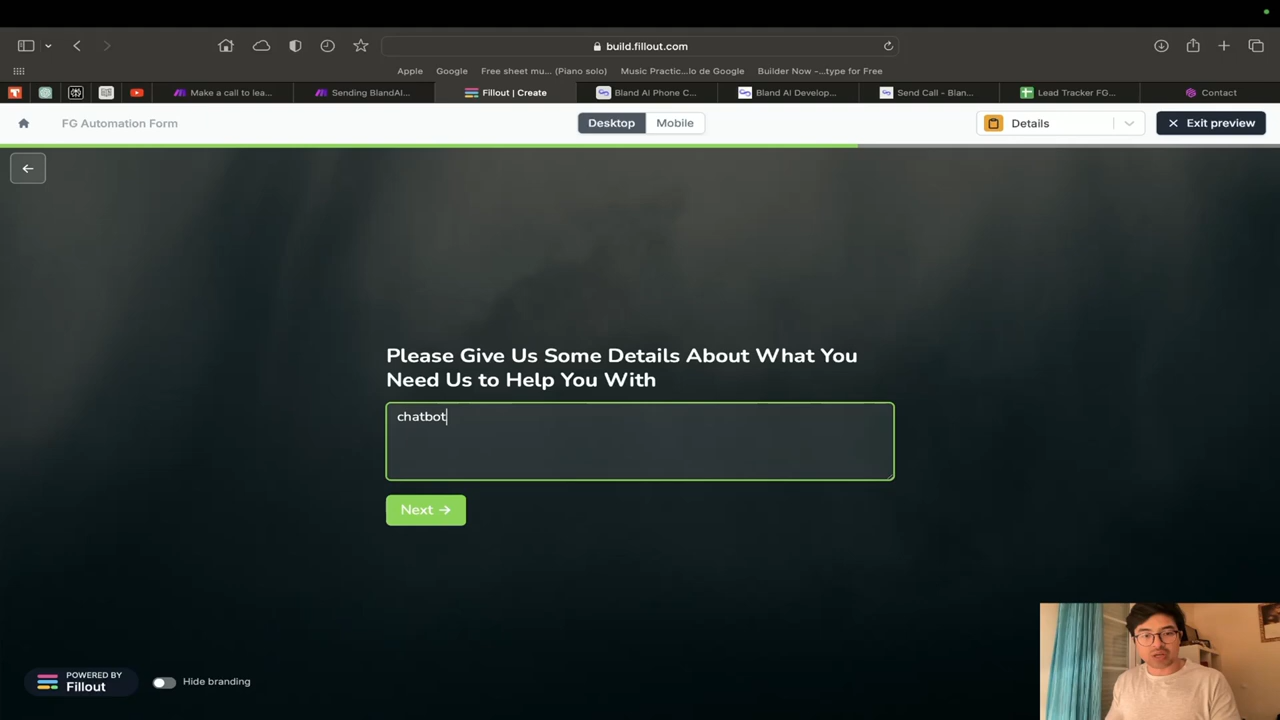 build.fillout.com
Apple Google Free sheet mu... (Piano solo) Music Practic...lo de Google Builder Now -...type for Free
Make a call to lea... Sending BlandAI... Fillout | Create Bland AI Phone C... Bland AI Develop... Send Call - Blan... Lead Tracker FG... Contact
FG Automation Form Desktop Mobile Details Exit preview
Please Give Us Some Details About What You
Need Us to Help You With
chatbot
Next →
POWERED BY
Fillout
Hide branding